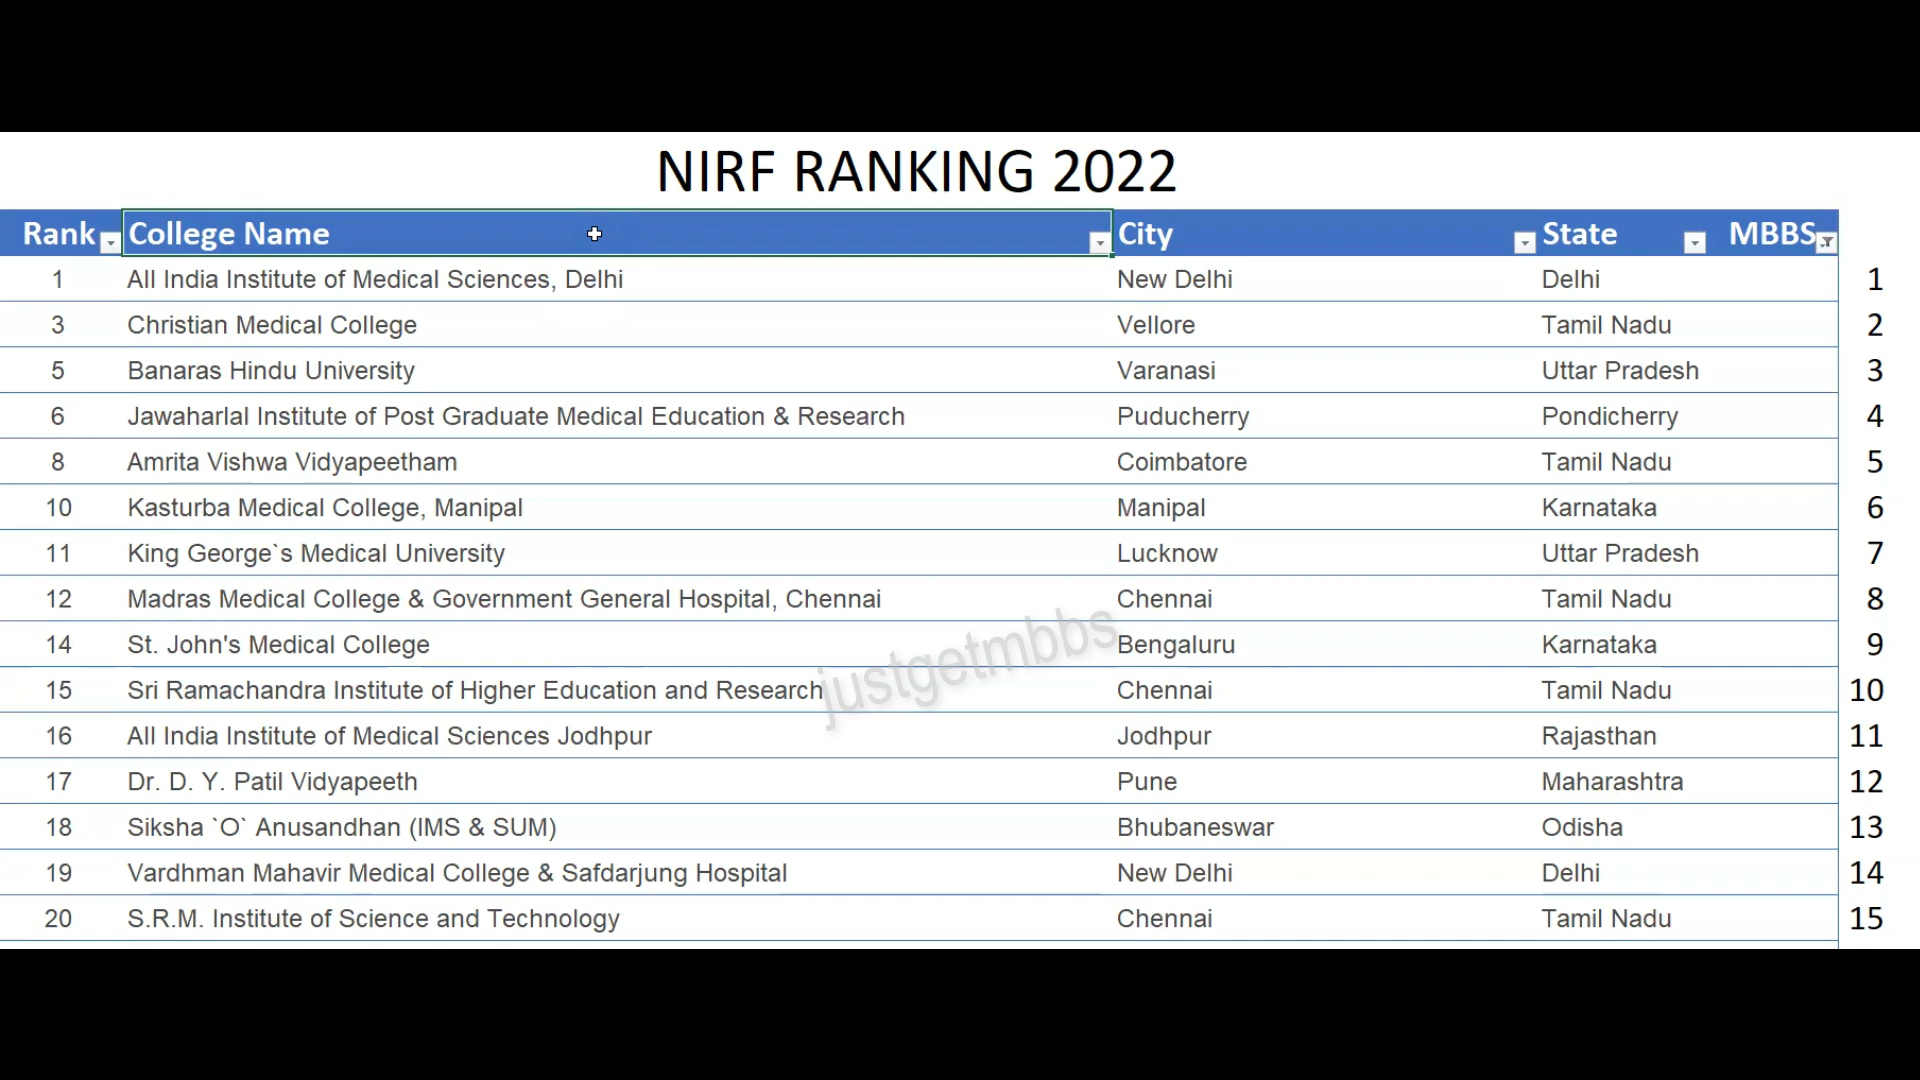 NIRF RANKING 2022
Rank College Name City State MBBS
1 All India Institute of Medical Sciences, Delhi New Delhi Delhi 1
3 Christian Medical College Vellore Tamil Nadu 2
5 Banaras Hindu University Varanasi Uttar Pradesh 3
6 Jawaharlal Institute of Post Graduate Medical Education & Research Puducherry Pondicherry 4
8 Amrita Vishwa Vidyapeetham Coimbatore Tamil Nadu 5
10 Kasturba Medical College, Manipal Manipal Karnataka 6
11 King George`s Medical University Lucknow Uttar Pradesh 7
12 Madras Medical College & Government General Hospital, Chennai Chennai Tamil Nadu 8
14 St. John's Medical College Bengaluru Karnataka 9
15 Sri Ramachandra Institute of Higher Education and Research Chennai Tamil Nadu 10
16 All India Institute of Medical Sciences Jodhpur Jodhpur Rajasthan 11
17 Dr. D. Y. Patil Vidyapeeth Pune Maharashtra 12
18 Siksha `O` Anusandhan (IMS & SUM) Bhubaneswar Odisha 13
19 Vardhman Mahavir Medical College & Safdarjung Hospital New Delhi Delhi 14
20 S.R.M. Institute of Science and Technology Chennai Tamil Nadu 15
justgetmbbs